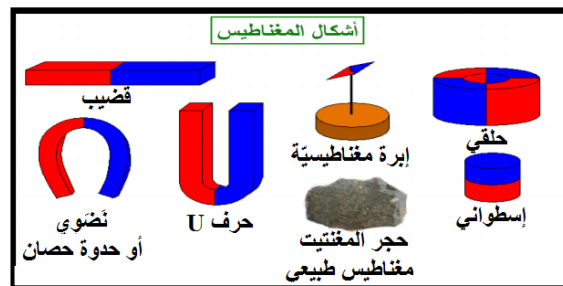 أشكال المغناطيس
قضيب
حلقي
إبرة مغناطيسيّة
إسطواني
حرف U
نَضَوي
أو حدوة حصان
حجر المغنتيت
مغناطيس طبيعي